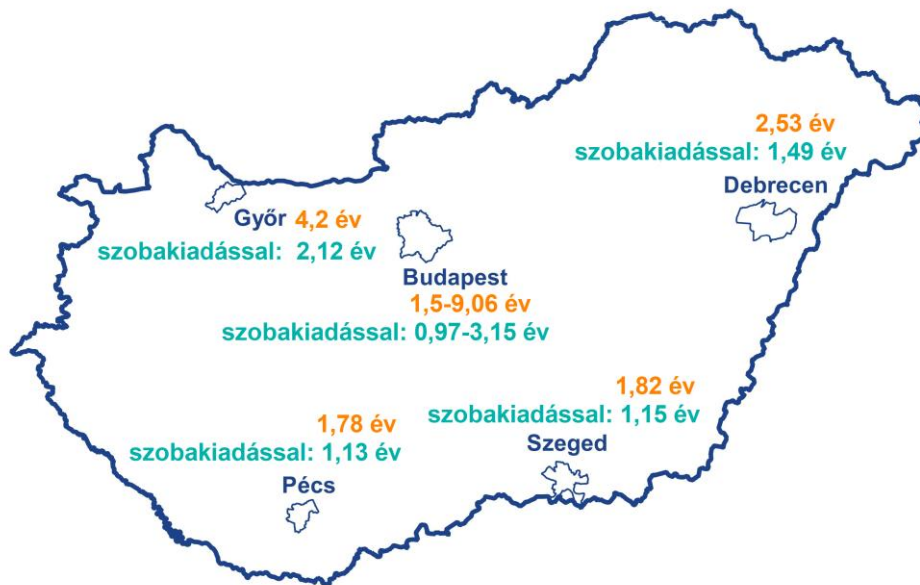 2,53 év
szobakiadással: 1,49 év
Debrecen
Győr 4,2 év
szobakiadással: 2,12 év
Budapest
1,5-9,06 év
szobakiadással: 0,97-3,15 év
1,82 év
szobakiadással: 1,15 év
Szeged
1,78 év
szobakiadással: 1,13 év
Pécs